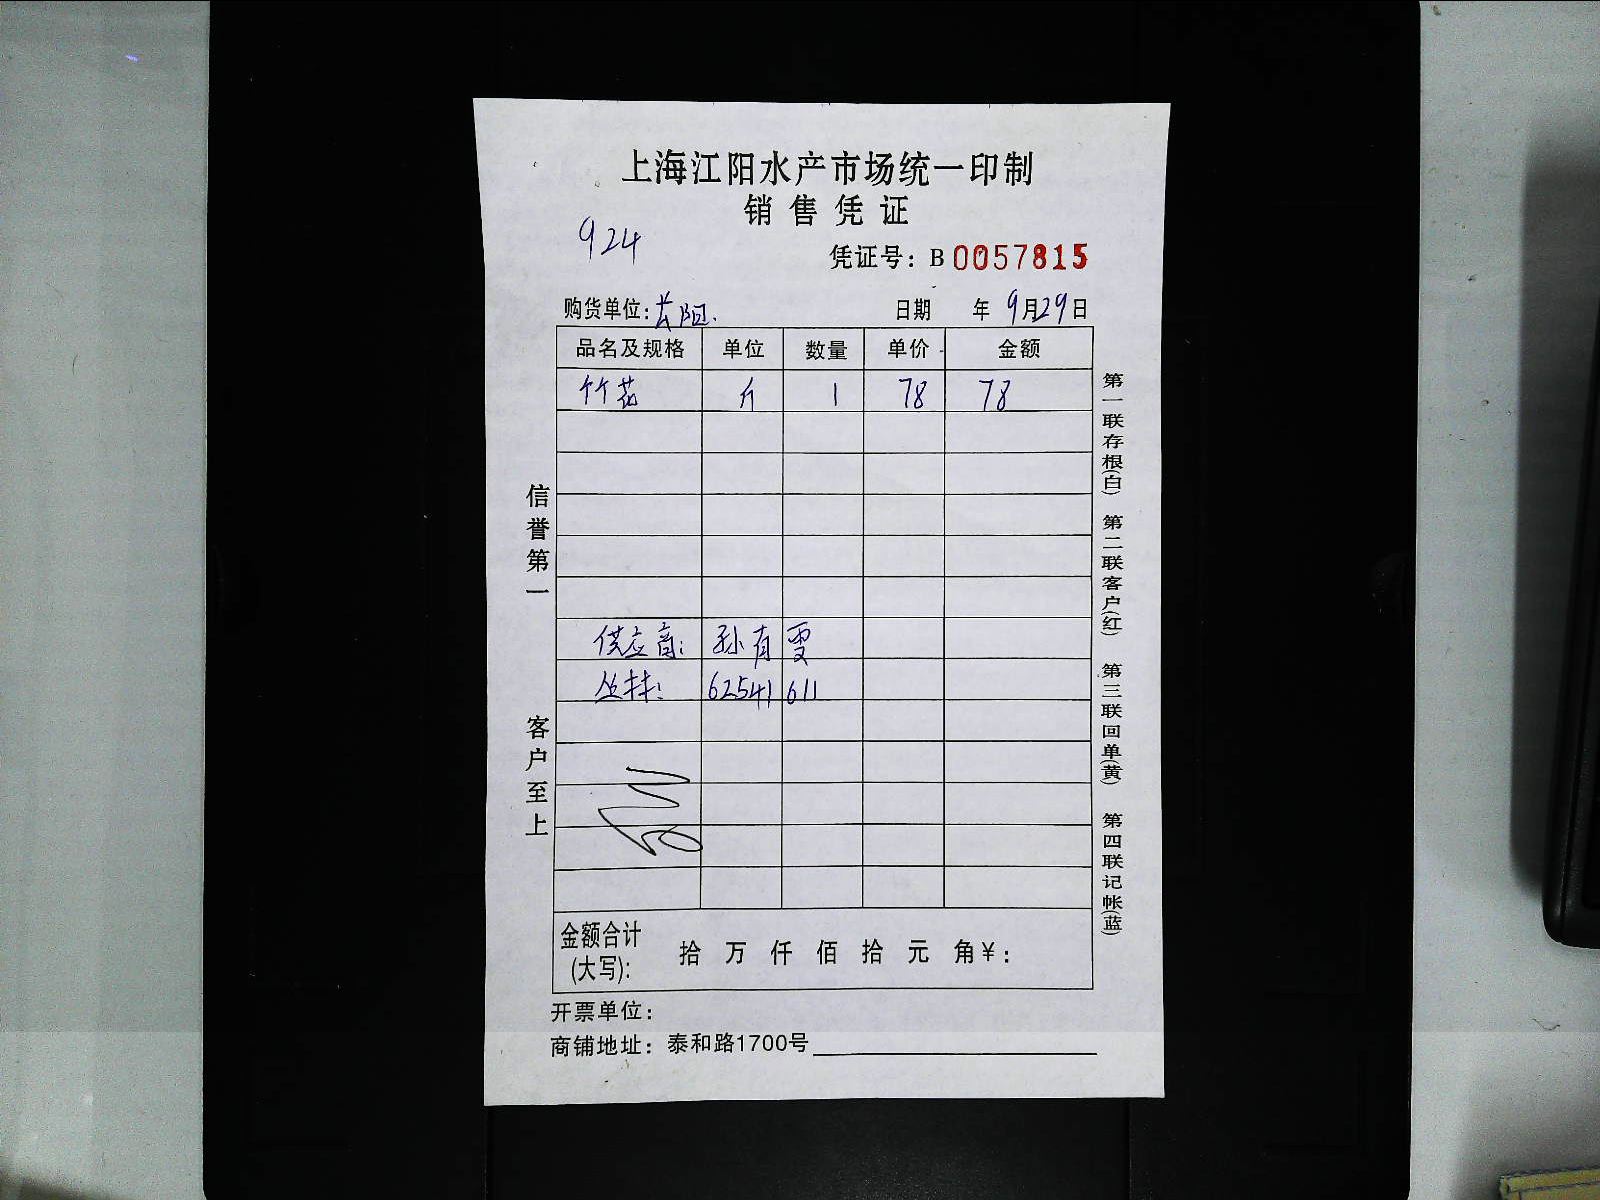 上海江阳水产市场统一印制
销售凭证
924
凭证号：B 0057815
购货单位： 日期 年 9月29日
品名及规格 单位 数量 单价 金额
竹茹 斤 1 78 78
供应商： 孙有雯
丛林： 62541611
信誉第一
客户至上
第一联存根(白) 第二联客户(红) 第三联回单(黄) 第四联记帐(蓝)
金额合计
(大写)： 拾 万 仟 佰 拾 元 角￥：
开票单位：
商铺地址：泰和路1700号